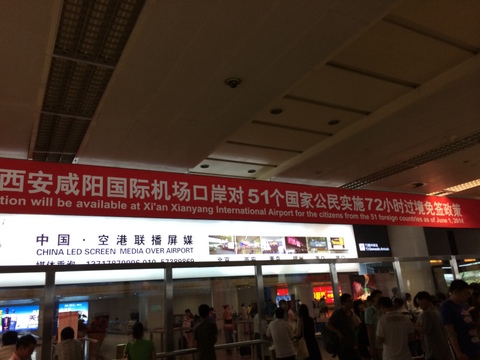 西安咸阳国际机场口岸对51个国家公民实施72小时过境免签政策
tion will be available at Xi'an Xianyang International Airport for the citizens from the 51 foreign countries as of June 1, 2014
中国·空港联播屏媒
CHINA LED SCREEN MEDIA OVER AIRPORT